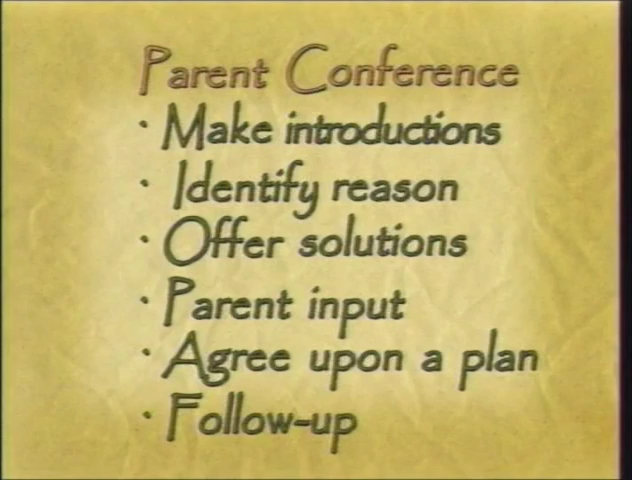 Parent Conference
· Make introductions
· Identify reason
· Offer solutions
· Parent input
· Agree upon a plan
· Follow-up